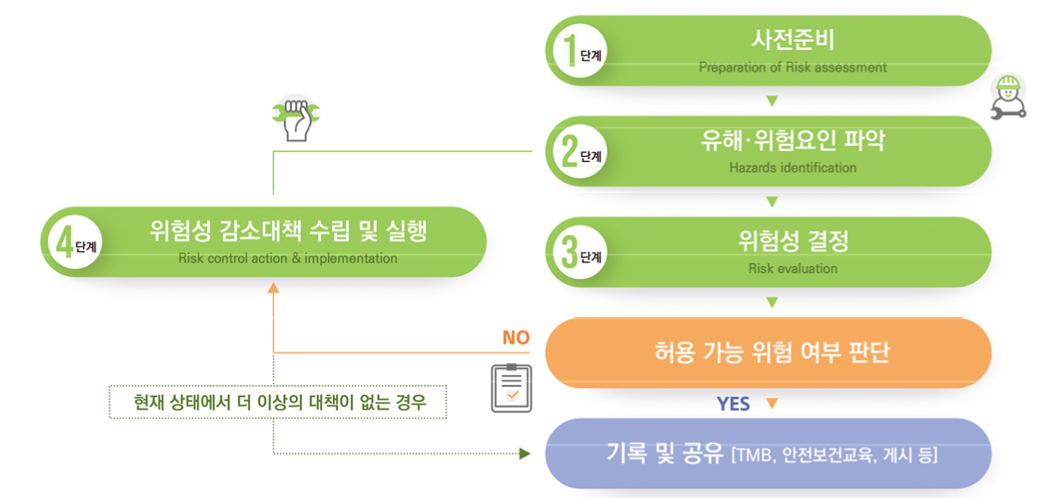 1단계
사전준비
Preparation of Risk assessment
2단계
유해·위험요인 파악
Hazards identification
3단계
위험성 결정
Risk evaluation
4단계
위험성 감소대책 수립 및 실행
Risk control action & implementation
허용 가능 위험 여부 판단
NO
현재 상태에서 더 이상의 대책이 없는 경우
YES
기록 및 공유 [TMB, 안전보건교육, 게시 등]